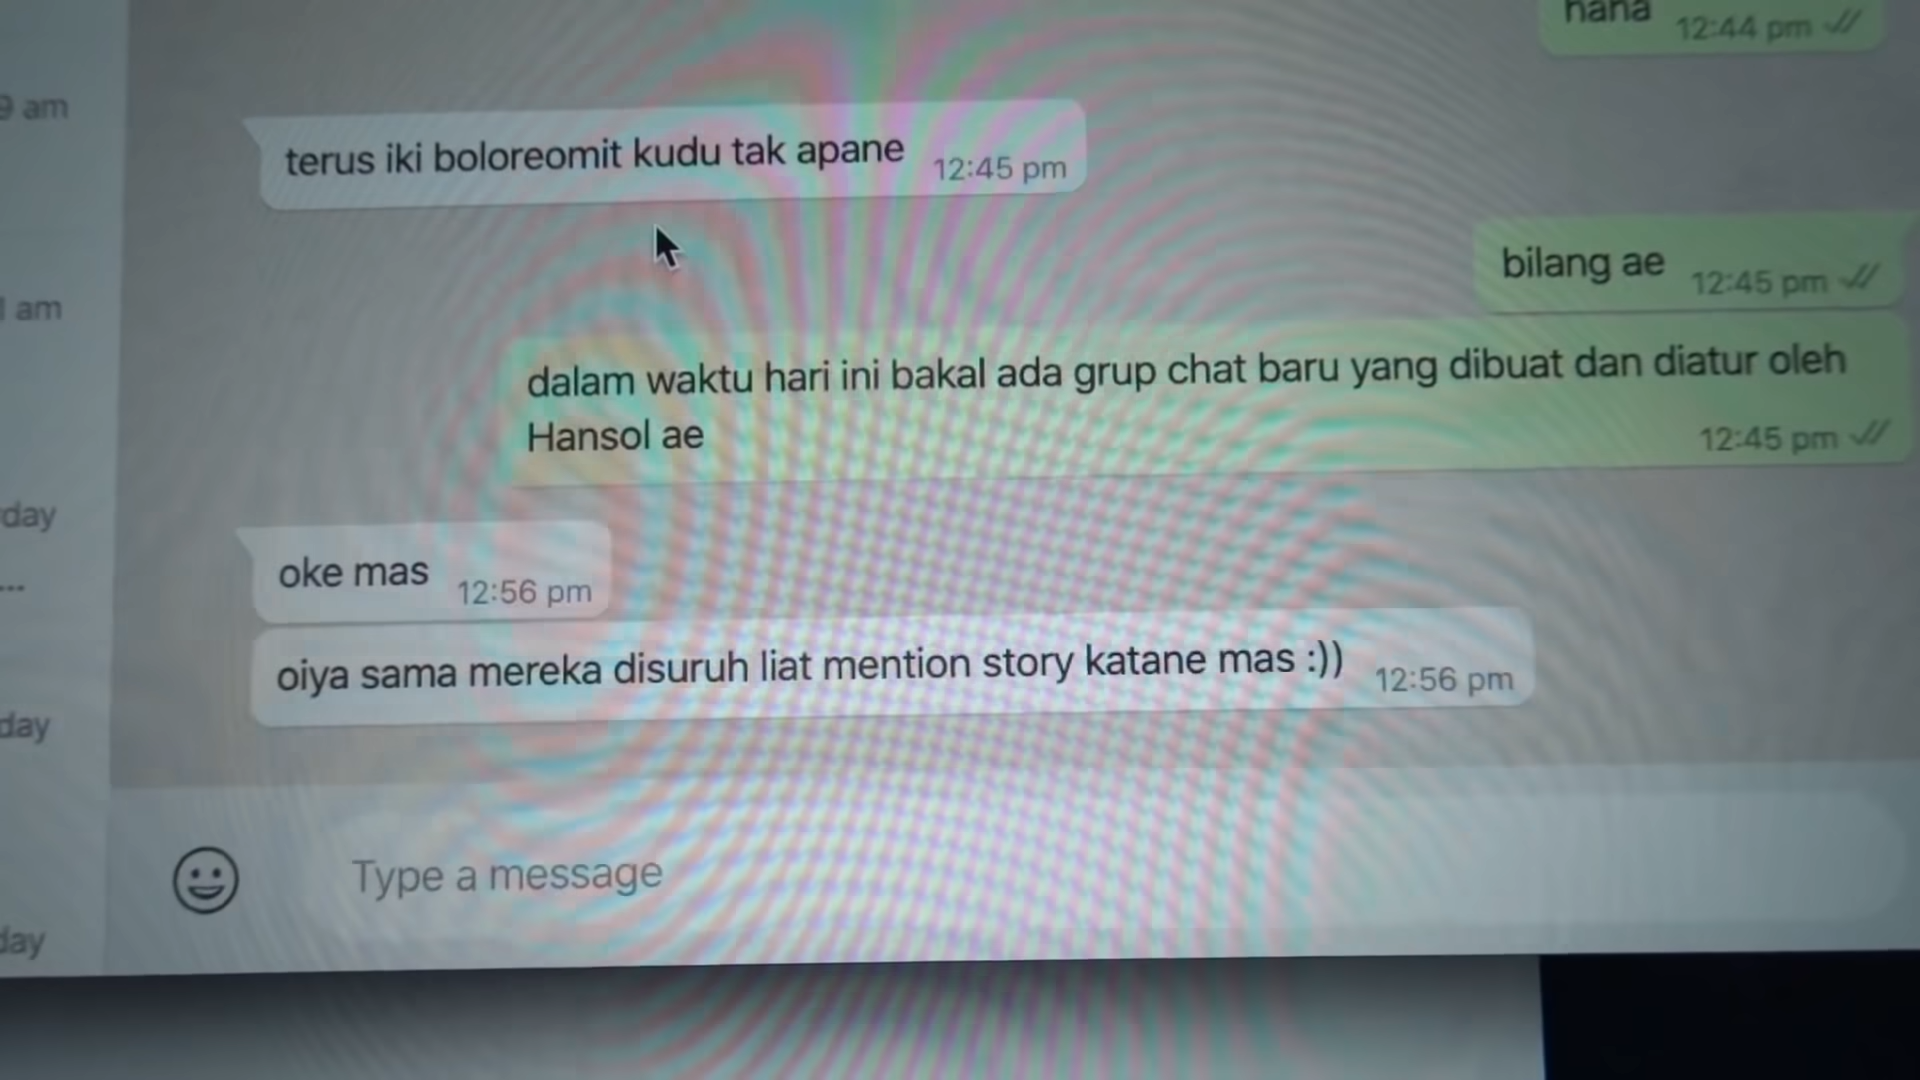 haha 12:44 pm
9 am
terus iki boloreomit kudu tak apane 12:45 pm
bilang ae 12:45 pm
am
dalam waktu hari ini bakal ada grup chat baru yang dibuat dan diatur oleh
Hansol ae 12:45 pm
day
oke mas 12:56 pm
...
oiya sama mereka disuruh liat mention story katane mas :)) 12:56 pm
day
Type a message
day